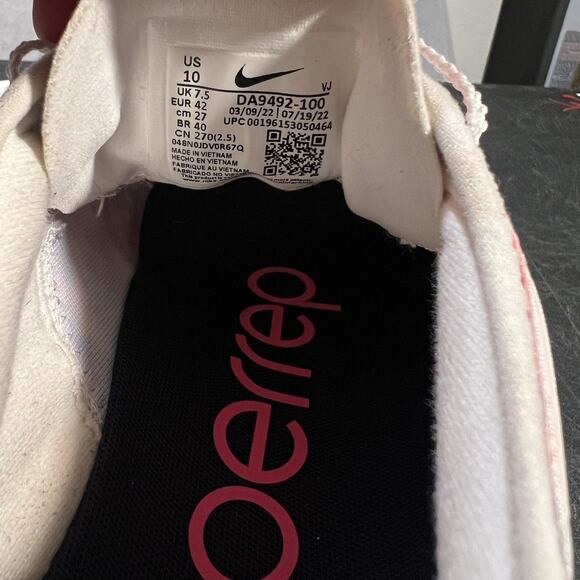 US
10
UK 7.5
EUR 42
cm 27
BR 40
CN 270(2.5)
048N0JDV0R67Q
MADE IN VIETNAM
HECHO EN VIETNAM
FABRIQUE AU VIETNAM
FABRICADO NO VIETNAM
VJ
DA9492-100
03/09/22 | 07/19/22
UPC 00196153050464
oerrep